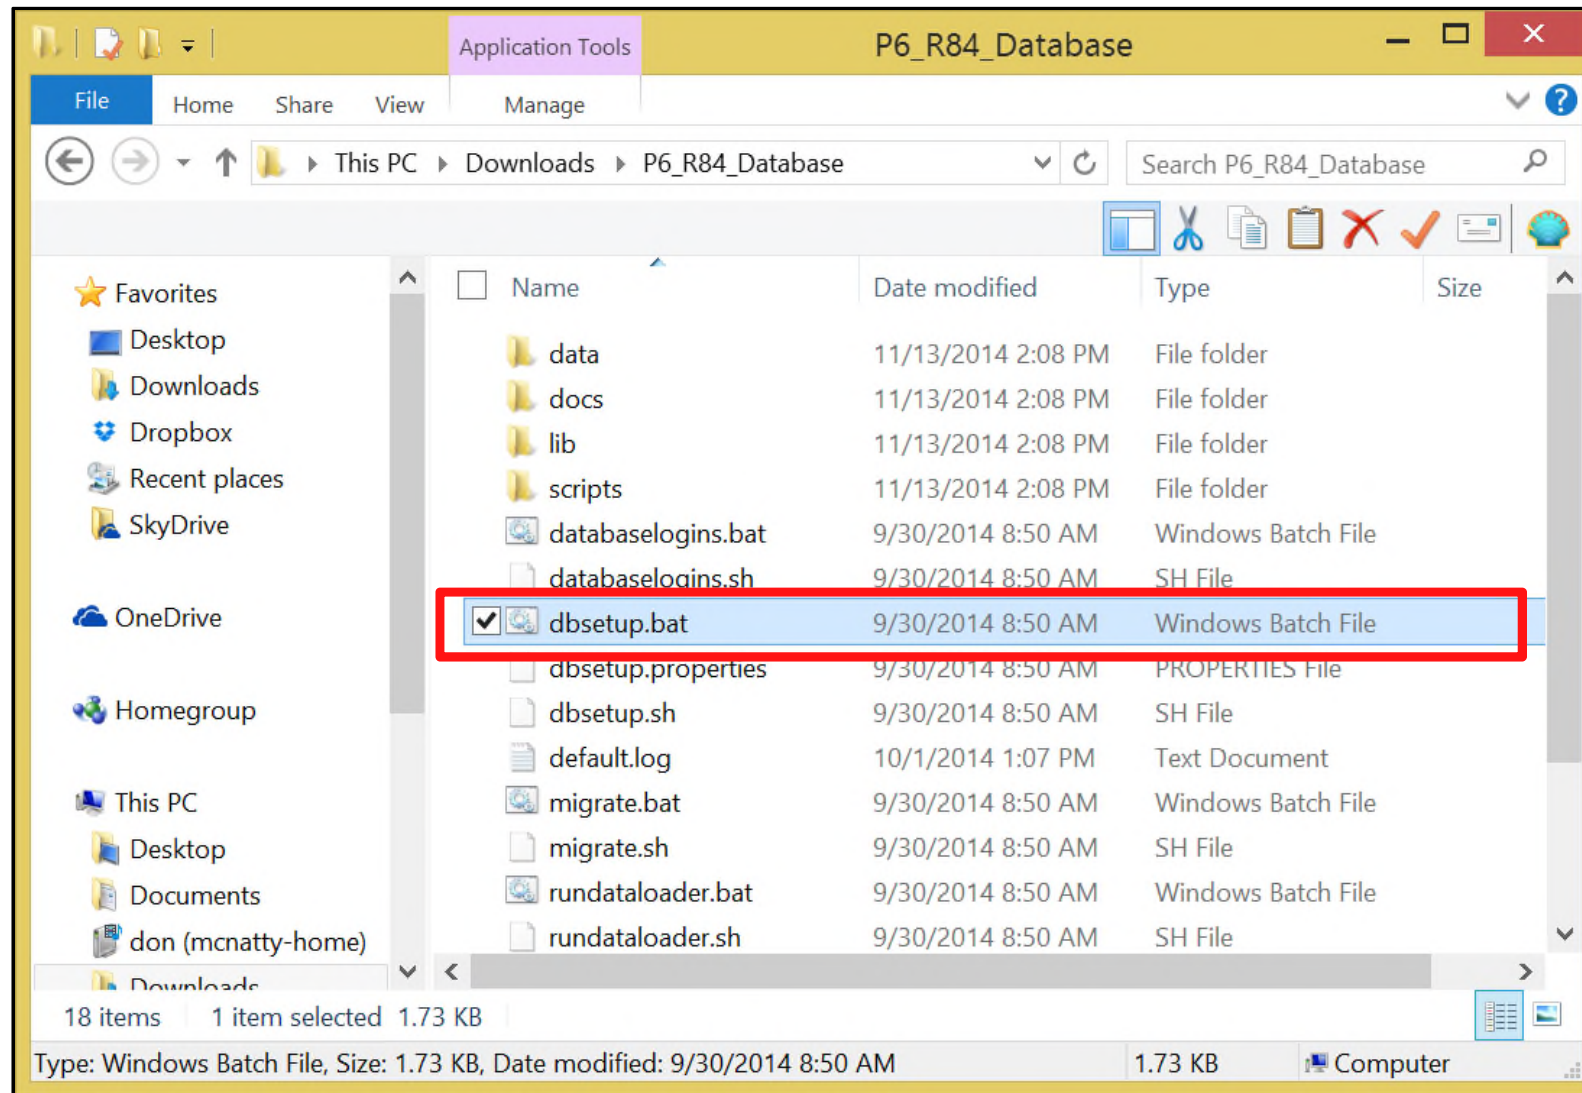 Application Tools
P6_R84_Database
File Home Share View Manage
This PC Downloads P6_R84_Database
Search P6_R84_Database
Favorites
Desktop
Downloads
Dropbox
Recent places
SkyDrive
OneDrive
Homegroup
This PC
Desktop
Documents
don (mcnatty-home)
Downloads
Name Date modified Type Size
data 11/13/2014 2:08 PM File folder
docs 11/13/2014 2:08 PM File folder
lib 11/13/2014 2:08 PM File folder
scripts 11/13/2014 2:08 PM File folder
databaselogins.bat 9/30/2014 8:50 AM Windows Batch File
databaselogins.sh 9/30/2014 8:50 AM SH File
dbsetup.bat 9/30/2014 8:50 AM Windows Batch File
dbsetup.properties 9/30/2014 8:50 AM PROPERTIES File
dbsetup.sh 9/30/2014 8:50 AM SH File
default.log 10/1/2014 1:07 PM Text Document
migrate.bat 9/30/2014 8:50 AM Windows Batch File
migrate.sh 9/30/2014 8:50 AM SH File
rundataloader.bat 9/30/2014 8:50 AM Windows Batch File
rundataloader.sh 9/30/2014 8:50 AM SH File
18 items 1 item selected 1.73 KB
Type: Windows Batch File, Size: 1.73 KB, Date modified: 9/30/2014 8:50 AM 1.73 KB Computer